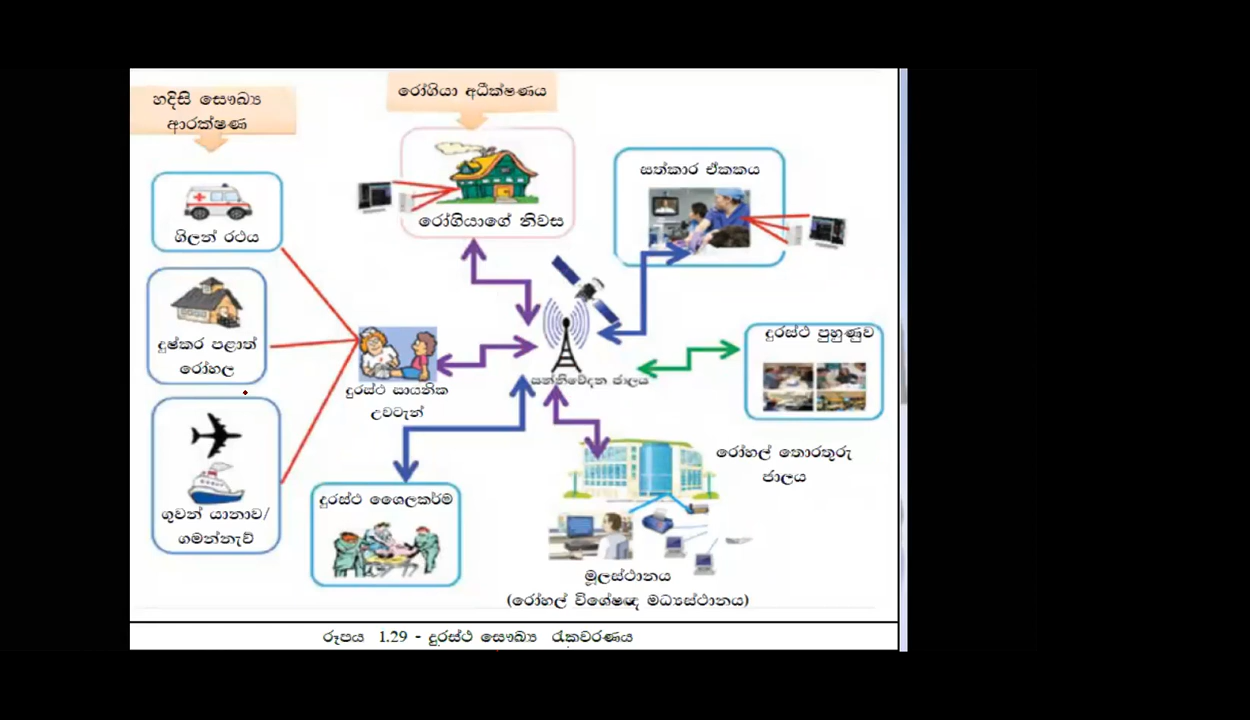 හදිසි සෞඛ්‍ය
ආරක්ෂණ
රෝගියා අධීක්ෂණය
ගිලන් රථය
රෝගියාගේ නිවස
සත්කාර ඒකකය
දුෂ්කර පළාත්
රෝහල
දුරස්ථ සායනික
උවටැන්
සන්නිවේදන ජාලය
දුරස්ථ පුහුණුව
ගුවන් යානාව/
ගමන්නැව්
දුරස්ථ ශෛලකර්ම
රෝහල් තොරතුරු
ජාලය
මූලස්ථානය
(රෝහල් විශේෂඥ මධ්‍යස්ථානය)
රූපය 1.29 - දුරස්ථ සෞඛ්‍ය රැකවරණය